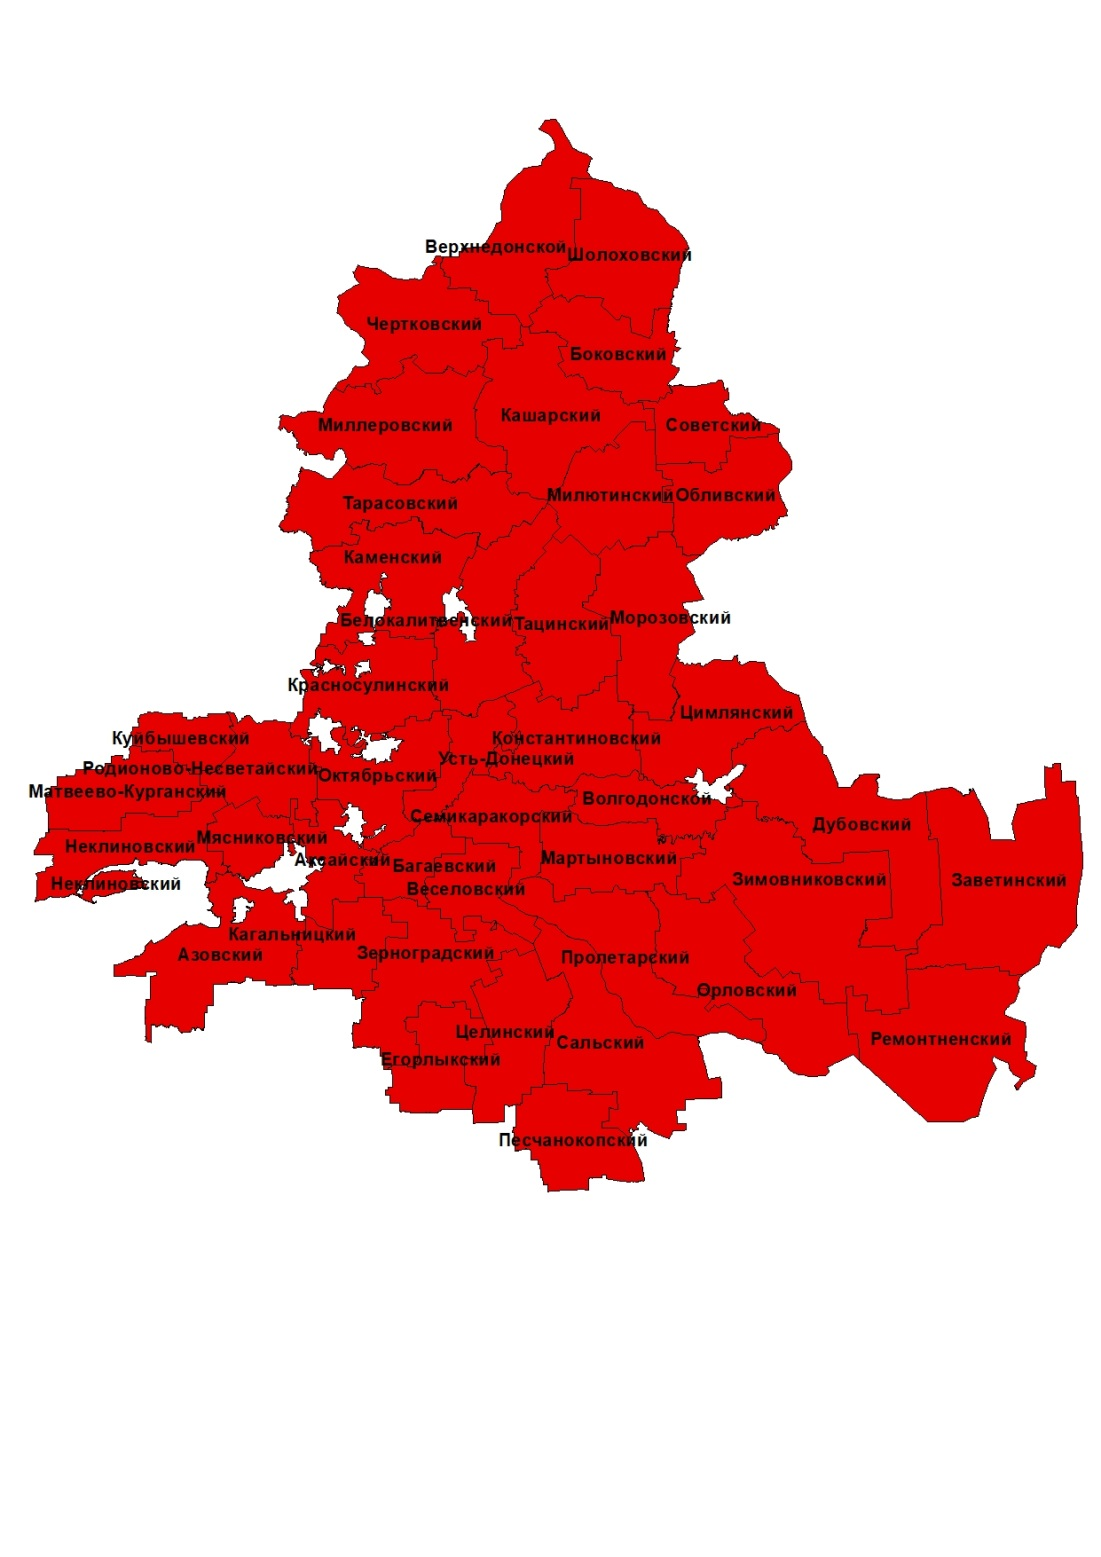 Верхнедонской
Шолоховский
Чертковский
Боковский
Кашарский
Миллеровский
Советский
Милютинский
Обливский
Тарасовский
Каменский
Белокалитвенский
Тацинский
Морозовский
Красносулинский
Цимлянский
Куйбышевский
Константиновский
Усть-Донецкий
Родионово-Несветайский
Октябрьский
Матвеево-Курганский
Волгодонской
Семикаракорский
Дубовский
Мясниковский
Неклиновский
Аксайский
Багаевский
Мартыновский
Зимовниковский
Заветинский
Неклиновский
Веселовский
Кагальницкий
Азовский
Зерноградский
Пролетарский
Орловский
Целинский
Сальский
Ремонтненский
Егорлыкский
Песчанокопский